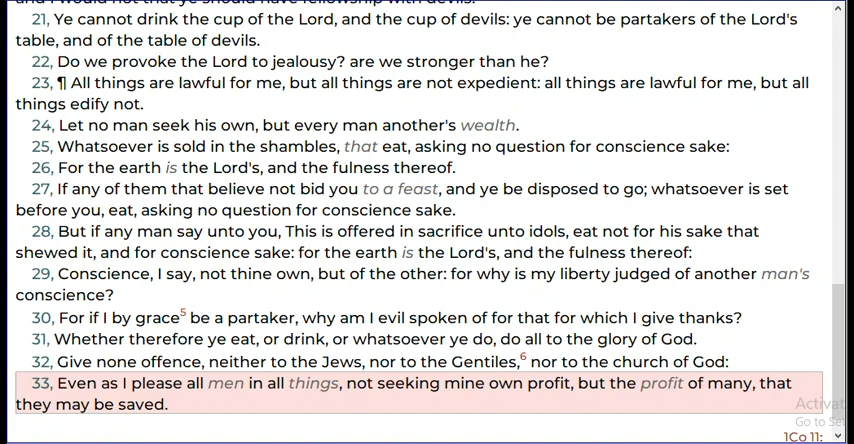 and I would not that ye should have fellowship with devils.
21, Ye cannot drink the cup of the Lord, and the cup of devils: ye cannot be partakers of the Lord's
table, and of the table of devils.
22, Do we provoke the Lord to jealousy? are we stronger than he?
23, ¶ All things are lawful for me, but all things are not expedient: all things are lawful for me, but all
things edify not.
24, Let no man seek his own, but every man another's wealth.
25, Whatsoever is sold in the shambles, that eat, asking no question for conscience sake:
26, For the earth is the Lord's, and the fulness thereof.
27, If any of them that believe not bid you to a feast, and ye be disposed to go; whatsoever is set
before you, eat, asking no question for conscience sake.
28, But if any man say unto you, This is offered in sacrifice unto idols, eat not for his sake that
shewed it, and for conscience sake: for the earth is the Lord's, and the fulness thereof:
29, Conscience, I say, not thine own, but of the other: for why is my liberty judged of another man's
conscience?
30, For if I by grace⁵ be a partaker, why am I evil spoken of for that for which I give thanks?
31, Whether therefore ye eat, or drink, or whatsoever ye do, do all to the glory of God.
32, Give none offence, neither to the Jews, nor to the Gentiles,⁶ nor to the church of God:
33, Even as I please all men in all things, not seeking mine own profit, but the profit of many, that
they may be saved.
Activat
Go to Set
1Co 11: